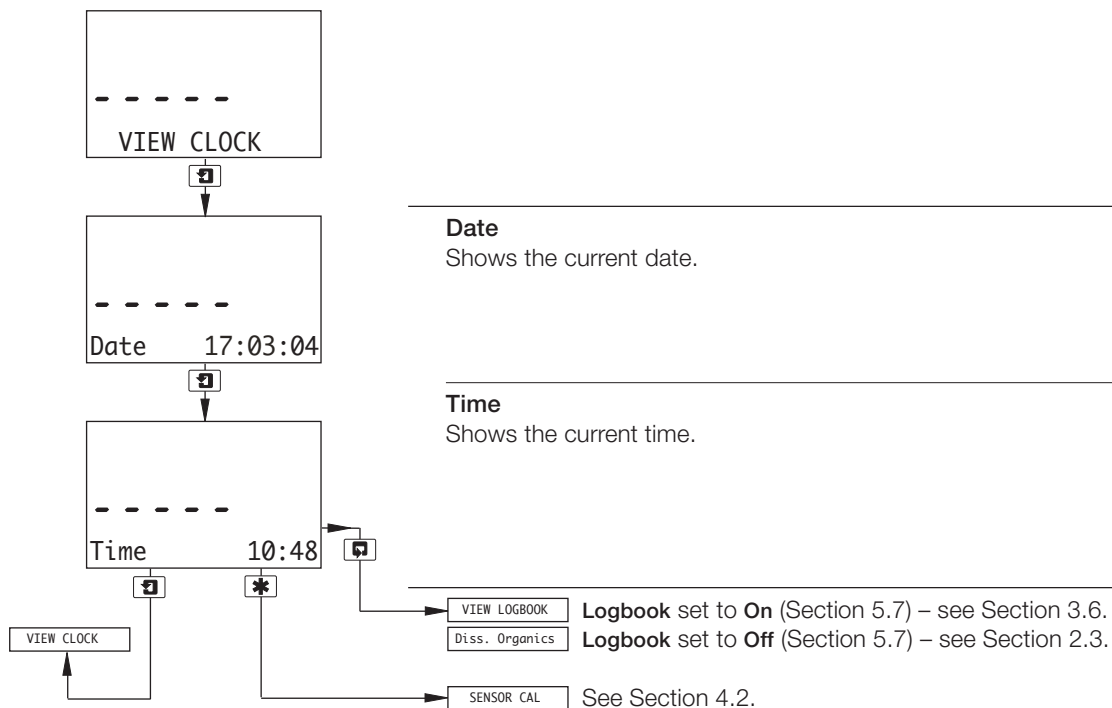 VIEW CLOCK
Date
Shows the current date.
Date 17:03:04
Time
Shows the current time.
Time 10:48
VIEW LOGBOOK Logbook set to On (Section 5.7) – see Section 3.6.
Diss. Organics Logbook set to Off (Section 5.7) – see Section 2.3.
VIEW CLOCK
SENSOR CAL See Section 4.2.